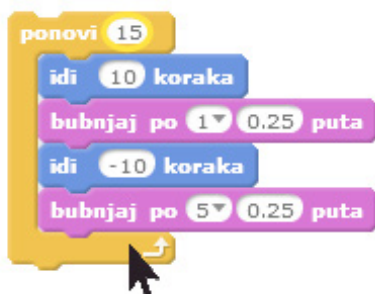 ponovi 15
idi 10 koraka
bubnjaj po 1 0.25 puta
idi -10 koraka
bubnjaj po 5 0.25 puta